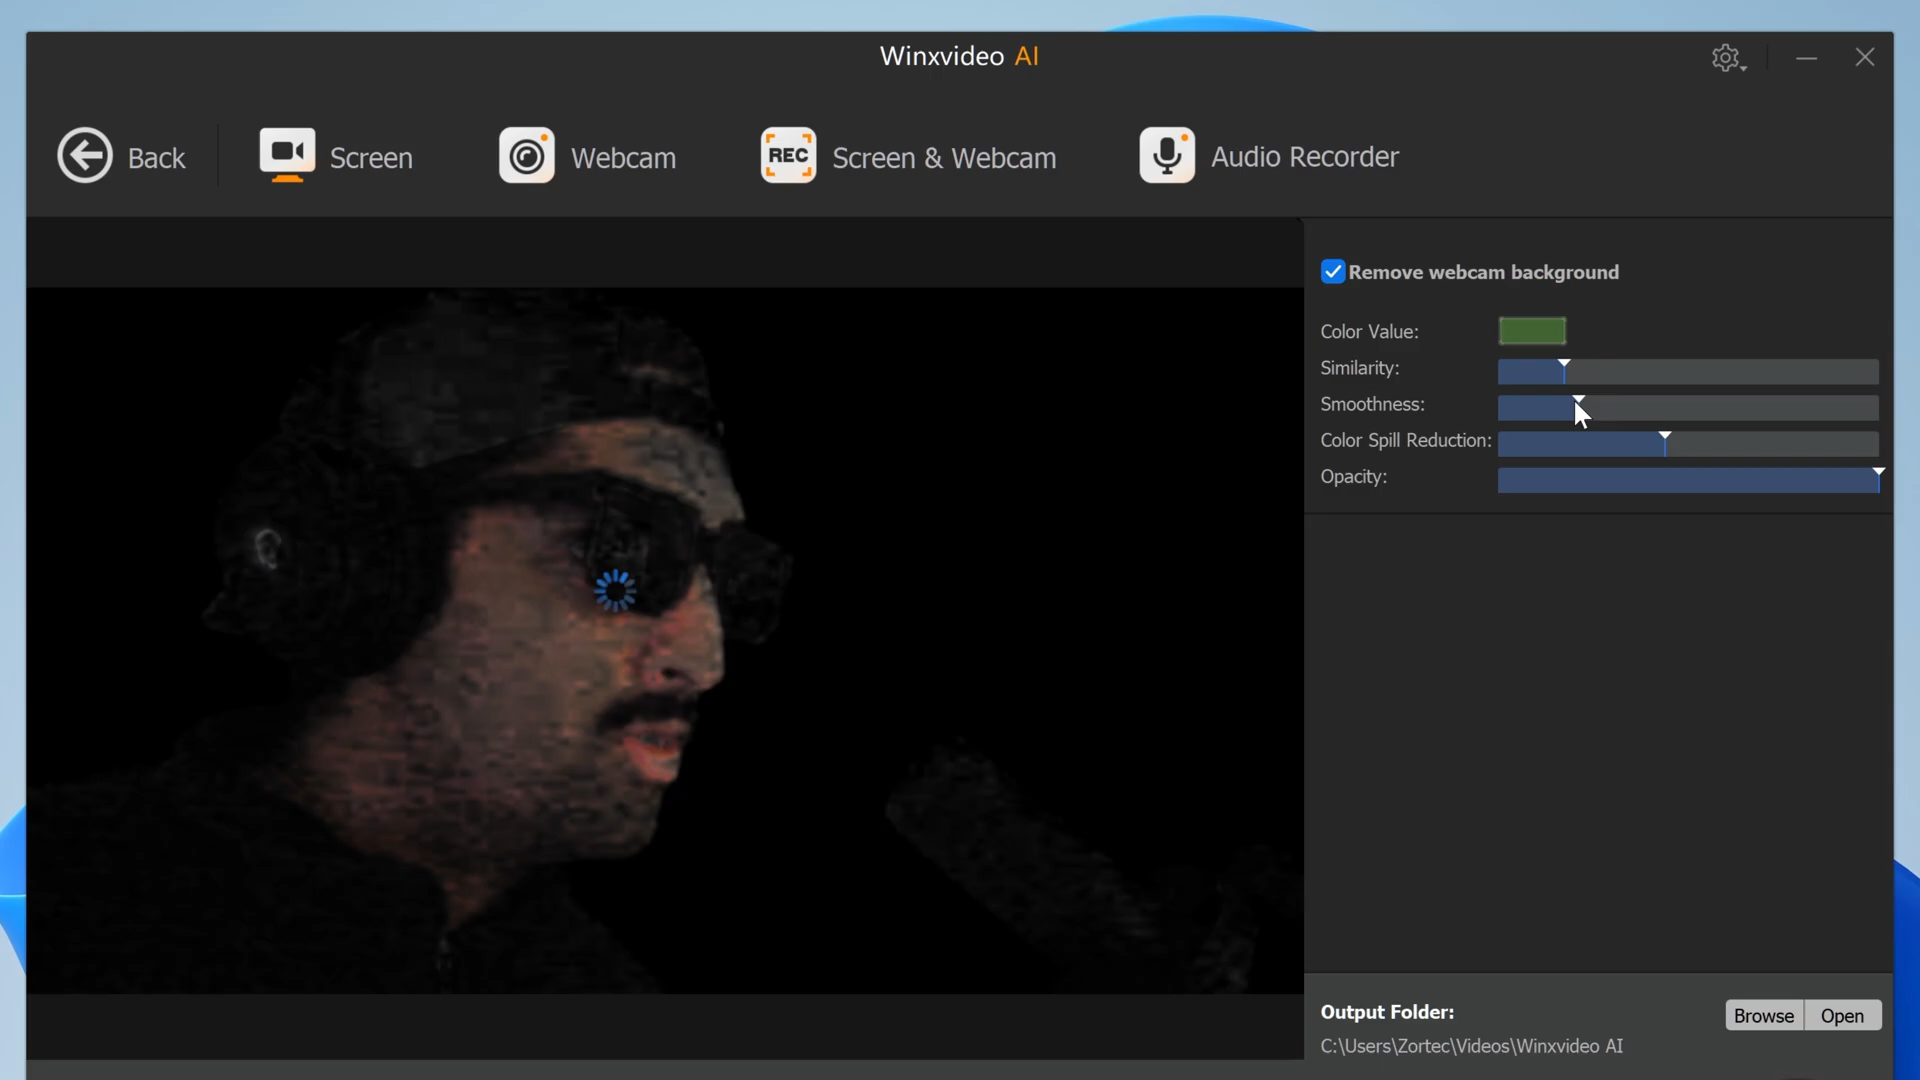 Winxvideo AI
Back
Screen
Webcam
REC
Screen & Webcam
Audio Recorder
Remove webcam background
Color Value:
Similarity:
Smoothness:
Color Spill Reduction:
Opacity:
Output Folder:
Browse
Open
C:\Users\Zortec\Videos\Winxvideo AI